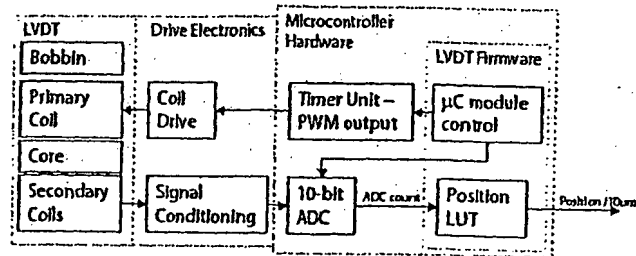 LVDT
Drive Electronics
Microcontroller
Hardware
LVDT Firmware
Bobbin
Primary
Coil
Coil
Drive
Timer Unit –
PWM output
µC module
control
Core
Secondary
Coils
Signal
Conditioning
10-bit
ADC
ADC count
Position
LUT
Position / 10um